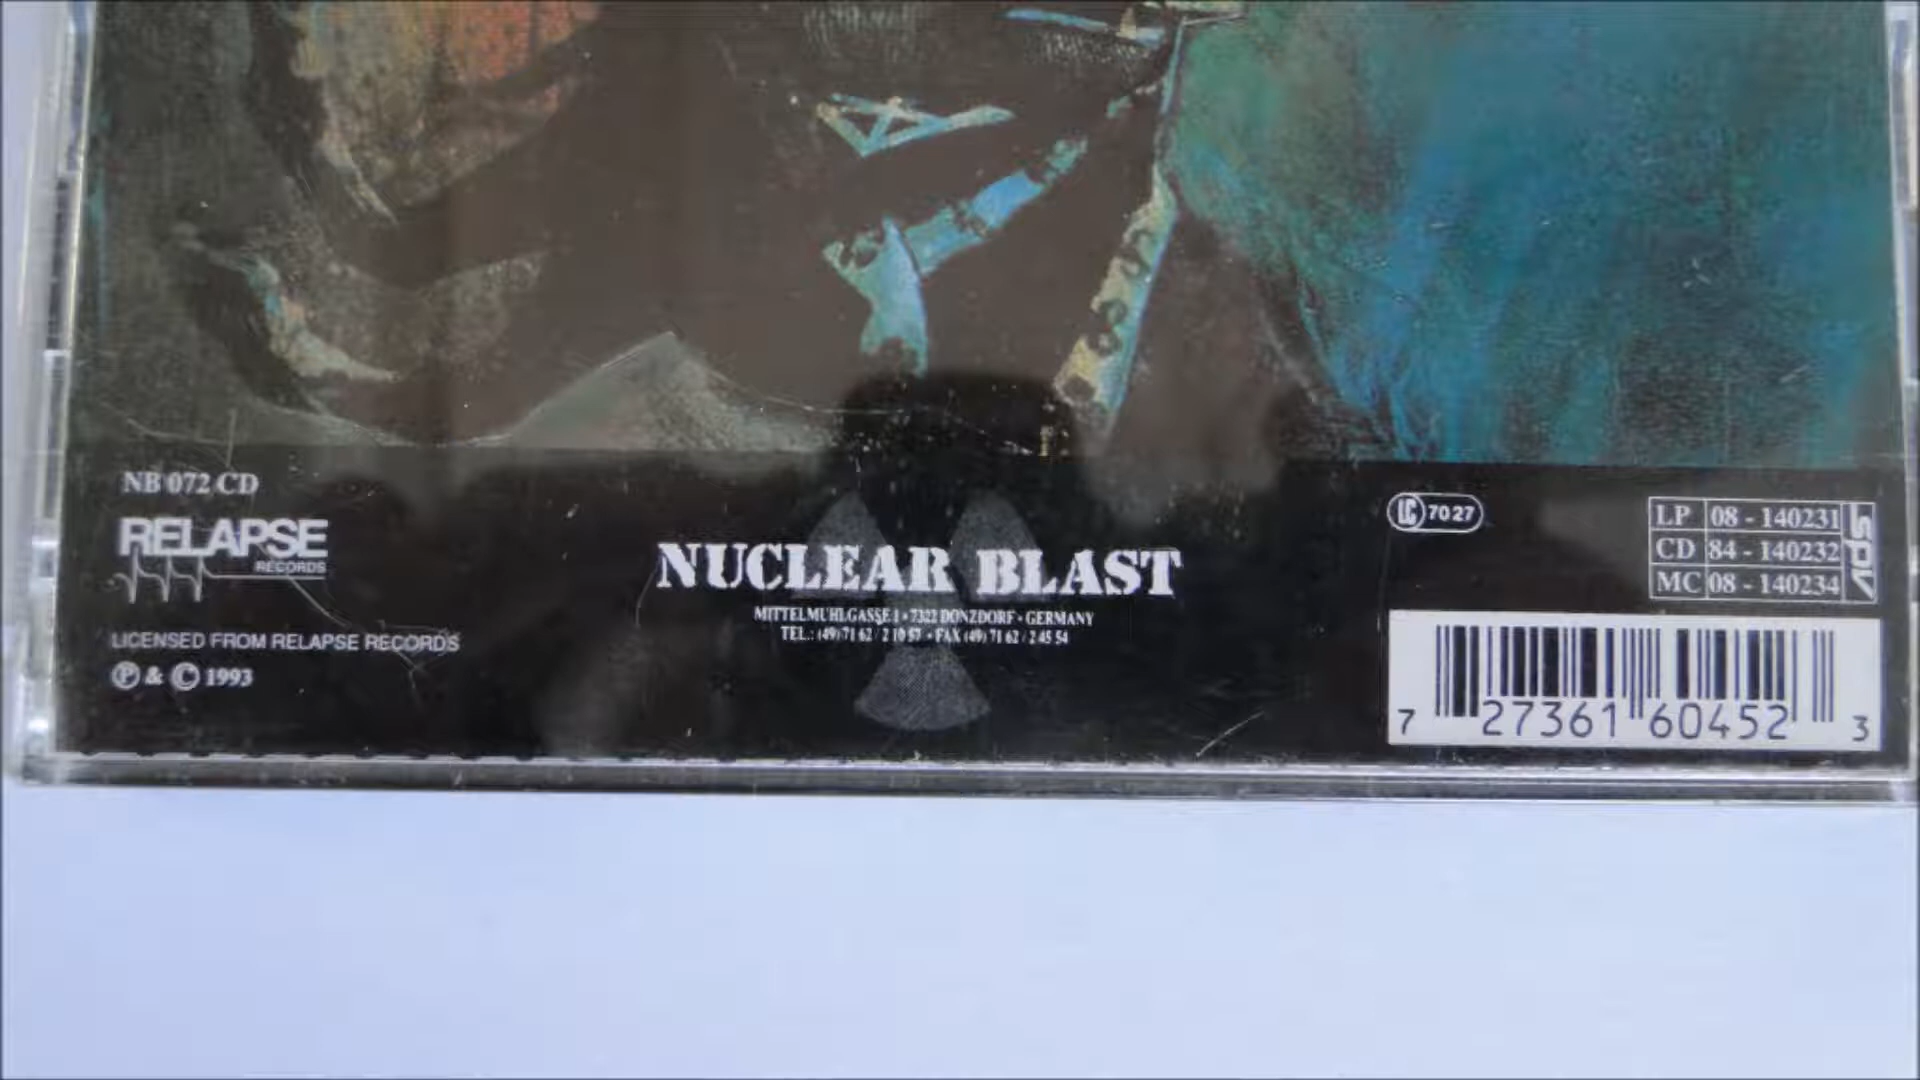 NB 072 CD
RELAPSE
RECORDS
LICENSED FROM RELAPSE RECORDS
Ⓟ & © 1993
NUCLEAR BLAST
MITTELMÜHLGASSE 1 • 7322 DONZDORF • GERMANY
TEL.: (49) 71 62 / 2 10 57 • FAX (49) 71 62 / 2 45 54
LC 7027
LP 08 - 140231
CD 84 - 140232
MC 08 - 140234
SPV
7 27361 60452 3